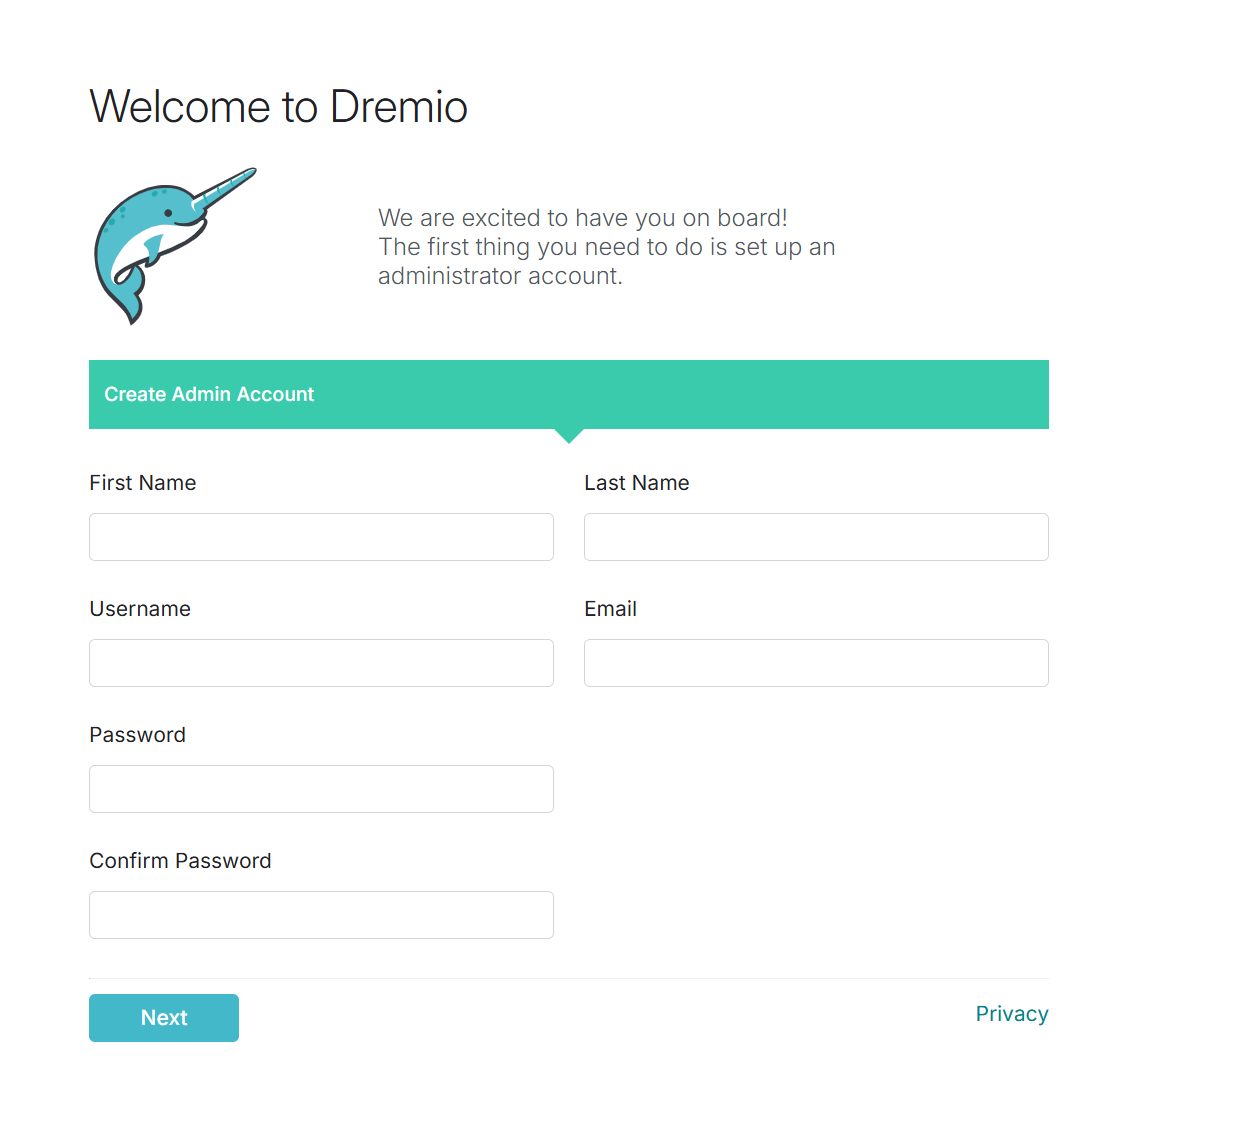 Welcome to Dremio
We are excited to have you on board!
The first thing you need to do is set up an
administrator account.
Create Admin Account
First Name
Last Name
Username
Email
Password
Confirm Password
Next
Privacy